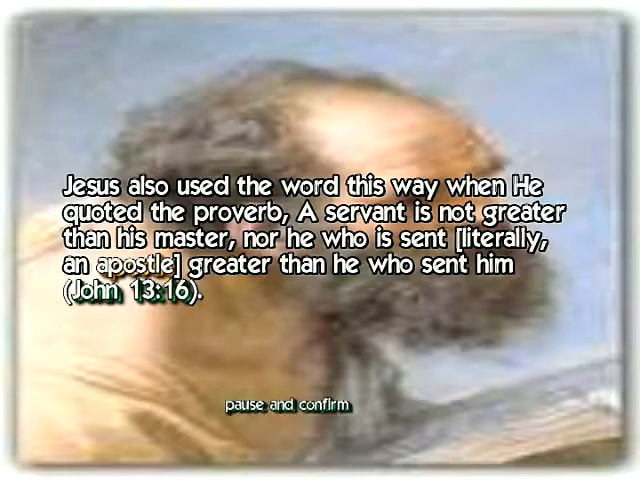 Jesus also used the word this way when He
quoted the proverb, A servant is not greater
than his master, nor he who is sent [literally,
an apostle] greater than he who sent him
(John 13:16).
pause and confirm